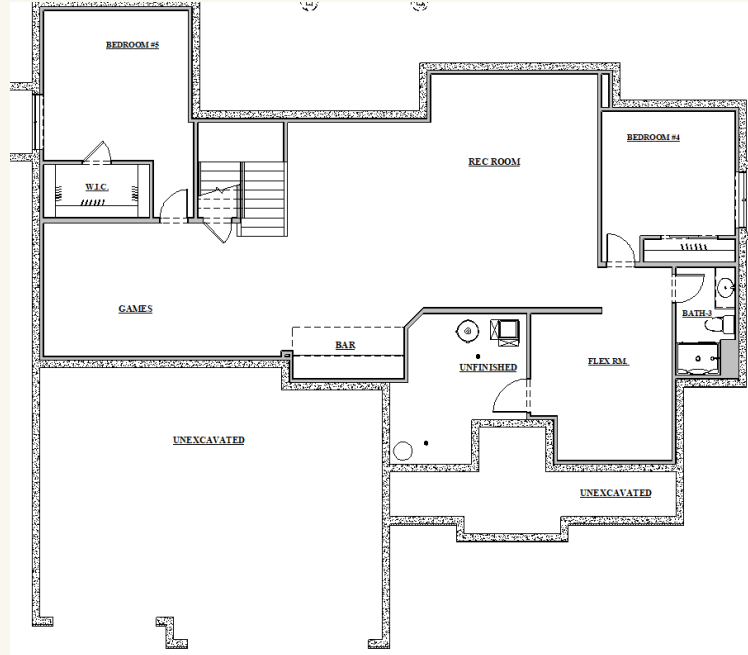 BEDROOM #5
BEDROOM #4
REC ROOM
W.I.C.
GAMES
BATH-3
BAR
FLEX RM.
UNFINISHED
UNEXCAVATED
UNEXCAVATED